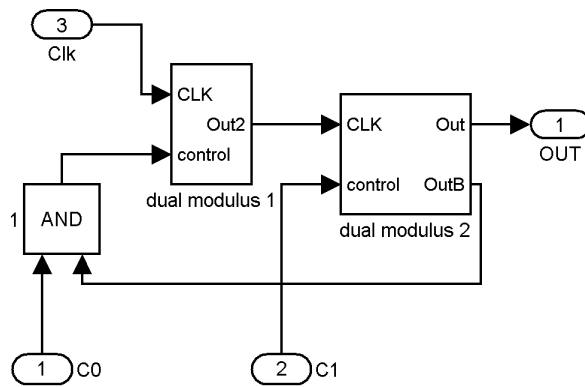 3
Clk
CLK
Out2
control
dual modulus 1
CLK
Out
control
OutB
dual modulus 2
1
OUT
1
AND
1
C0
2
C1